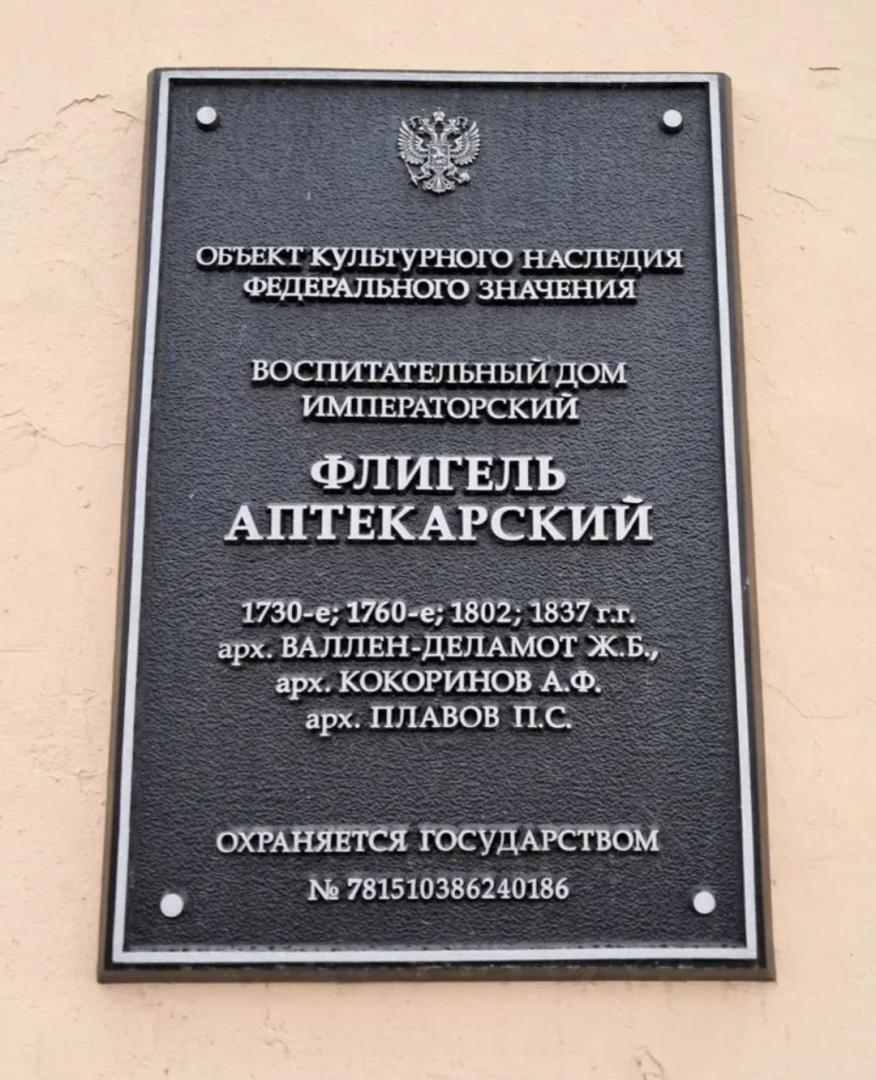 ОБЪЕКТ КУЛЬТУРНОГО НАСЛЕДИЯ
ФЕДЕРАЛЬНОГО ЗНАЧЕНИЯ
ВОСПИТАТЕЛЬНЫЙ ДОМ
ИМПЕРАТОРСКИЙ
ФЛИГЕЛЬ
АПТЕКАРСКИЙ
1730-е; 1760-е; 1802; 1837 г.г.
арх. ВАЛЛЕН-ДЕЛАМОТ Ж.Б.,
арх. КОКОРИНОВ А.Ф.
арх. ПЛАВОВ П.С.
ОХРАНЯЕТСЯ ГОСУДАРСТВОМ
№ 781510386240186